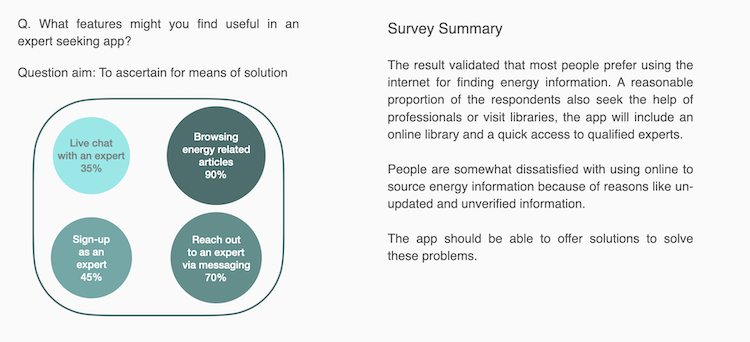 Q. What features might you find useful in an
expert seeking app?
Question aim: To ascertain for means of solution
Live chat
with an expert
35%
Browsing
energy related
articles
90%
Sign-up
as an
expert
45%
Reach out
to an expert
via messaging
70%
Survey Summary
The result validated that most people prefer using the
internet for finding energy information. A reasonable
proportion of the respondents also seek the help of
professionals or visit libraries, the app will include an
online library and a quick access to qualified experts.
People are somewhat dissatisfied with using online to
source energy information because of reasons like un-
updated and unverified information.
The app should be able to offer solutions to solve
these problems.